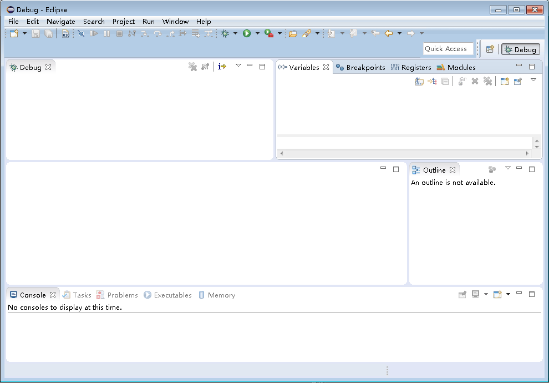 Debug - Eclipse
File Edit Navigate Search Project Run Window Help
Quick Access Debug
Debug
Variables Breakpoints Registers Modules
Outline
An outline is not available.
Console Tasks Problems Executables Memory
No consoles to display at this time.